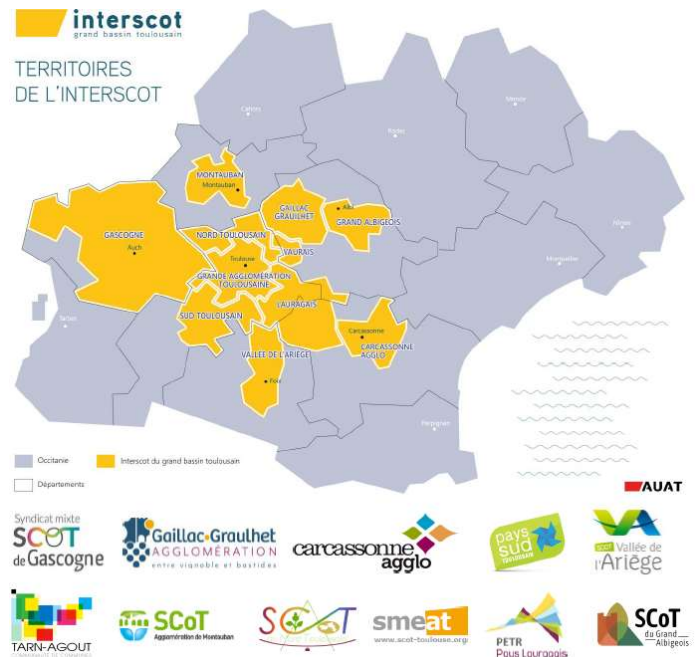 interscot
grand bassin toulousain
TERRITOIRES
DE L'INTERSCOT
Cahors
Rodez
Mende
MONTAUBAN
Montauban
GAILLAC
GRAULHET
Albi
GRAND ALBIGEOIS
GASCOGNE
Auch
NORD TOULOUSAIN
VAURAIS
Nîmes
Montpellier
Toulouse
GRANDE AGGLOMÉRATION
TOULOUSAINE
LAURAGAIS
SUD TOULOUSAIN
Tarbes
Carcassonne
CARCASSONNE
AGGLO
VALLÉE DE L'ARIÈGE
Foix
Perpignan
Occitanie
Interscot du grand bassin toulousain
Départements
AUAT
Syndicat mixte
SCOT
de Gascogne
Gaillac-Graulhet
AGGLOMÉRATION
entre vignoble et bastides
carcassonne
agglo
pays
sud
TOULOUSAIN
SCOT Vallée de
l'Ariège
TARN-AGOUT
SCoT
Agglomération de Montauban
SCOT
smeat
www.scot-toulouse.org
PETR
Pays Lauragais
SCoT
du Grand
Albigeois